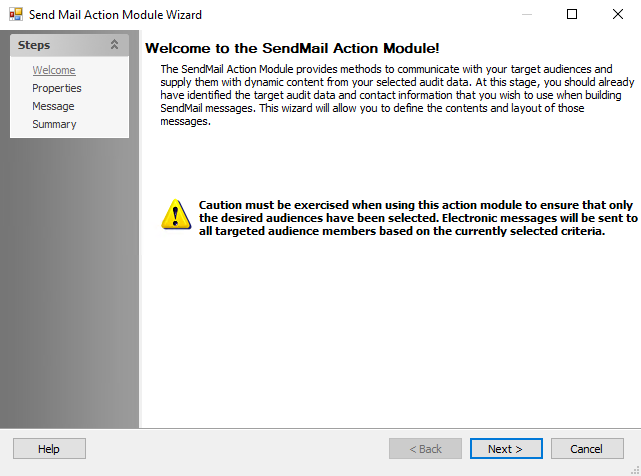 Send Mail Action Module Wizard
Steps
Welcome
Properties
Message
Summary
Welcome to the SendMail Action Module!
The SendMail Action Module provides methods to communicate with your target audiences and
supply them with dynamic content from your selected audit data. At this stage, you should already
have identified the target audit data and contact information that you wish to use when building
SendMail messages. This wizard will allow you to define the contents and layout of those
messages.
Caution must be exercised when using this action module to ensure that only
the desired audiences have been selected. Electronic messages will be sent to
all targeted audience members based on the currently selected criteria.
Help
< Back
Next >
Cancel